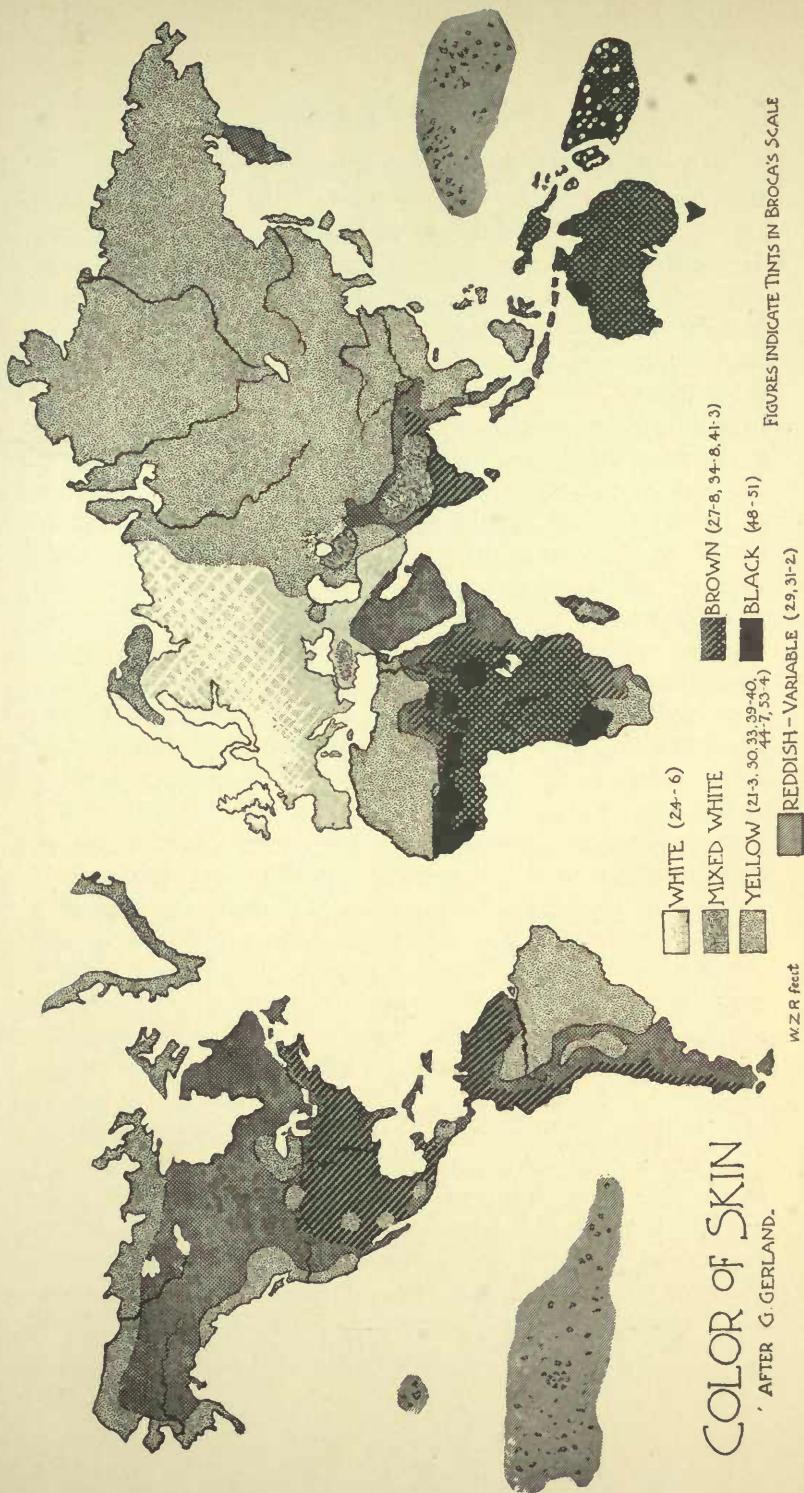 COLOR OF SKIN
AFTER G. GERLAND.
W.Z.R fecit
WHITE (24-6)
MIXED WHITE
YELLOW (21-3, 30, 33, 39-40,
44-7, 53-4)
REDDISH-VARIABLE (29, 31-2)
BROWN (27-8, 34-8, 41-3)
BLACK (48-51)
FIGURES INDICATE TINTS IN BROCA'S SCALE